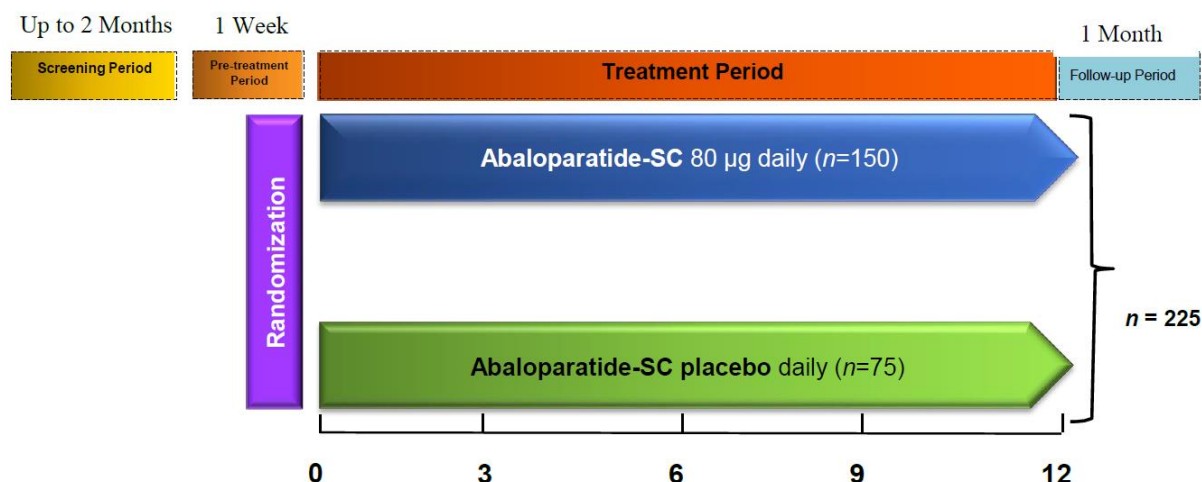 Up to 2 Months
1 Week
1 Month
Screening Period
Pre-treatment
Period
Treatment Period
Follow-up Period
Randomization
Abaloparatide-SC 80 µg daily (n=150)
n = 225
Abaloparatide-SC placebo daily (n=75)
0
3
6
9
12